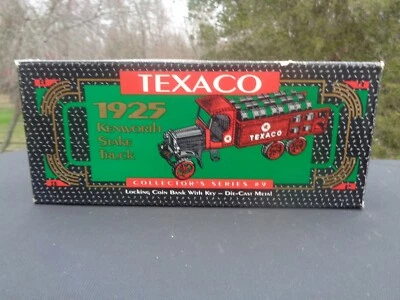 TEXACO
1925
Kenworth
Stake
Truck
TEXACO
COLLECTOR'S SERIES #9
Locking Coin Bank With Key – Die-Cast Metal